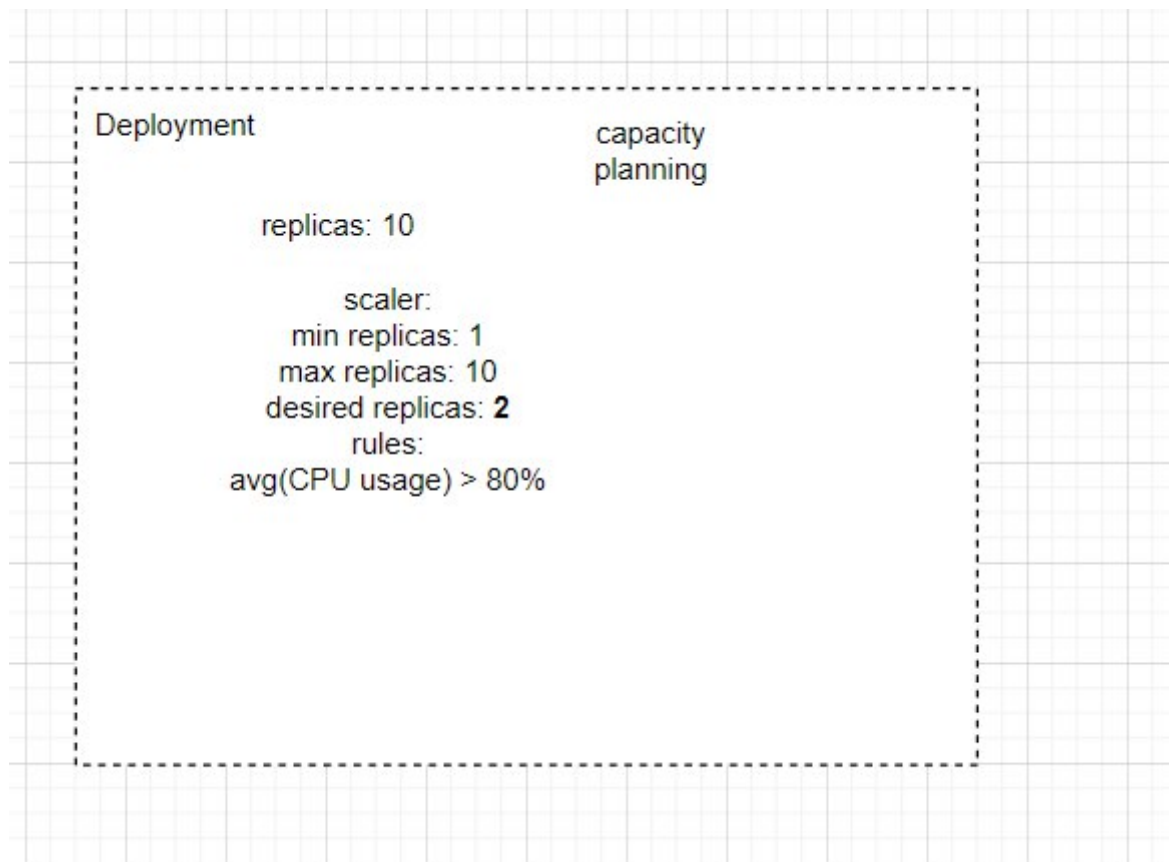 Deployment
capacity
planning
replicas: 10
scaler:
min replicas: 1
max replicas: 10
desired replicas: 2
rules:
avg(CPU usage) > 80%